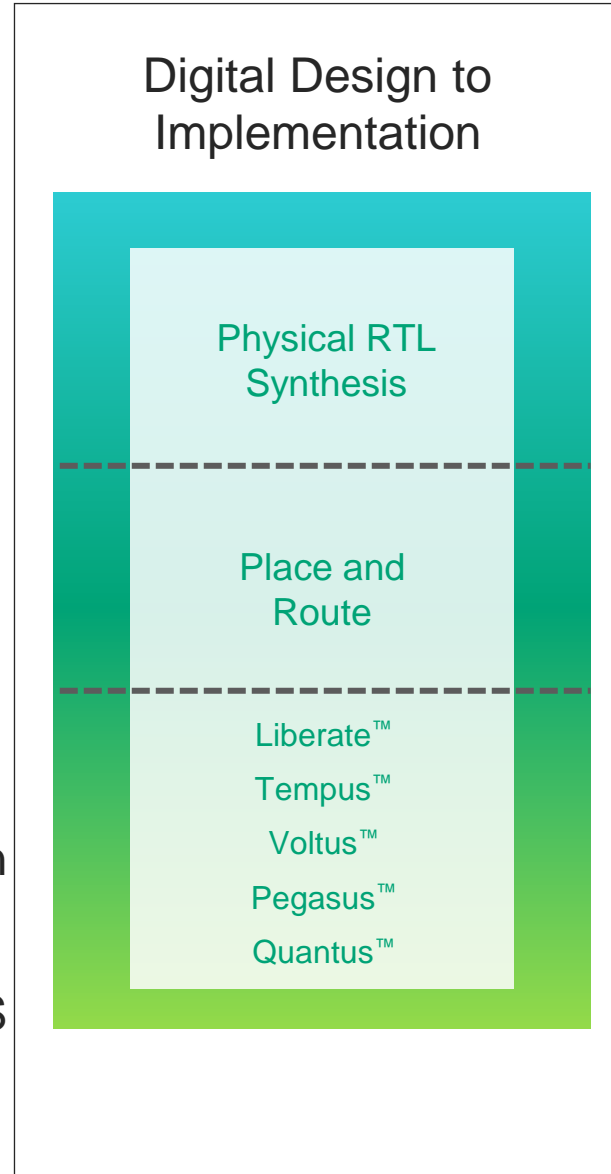 Digital Design to
Implementation
Physical RTL
Synthesis
Place and
Route
Liberate™
Tempus™
Voltus™
Pegasus™
Quantus™